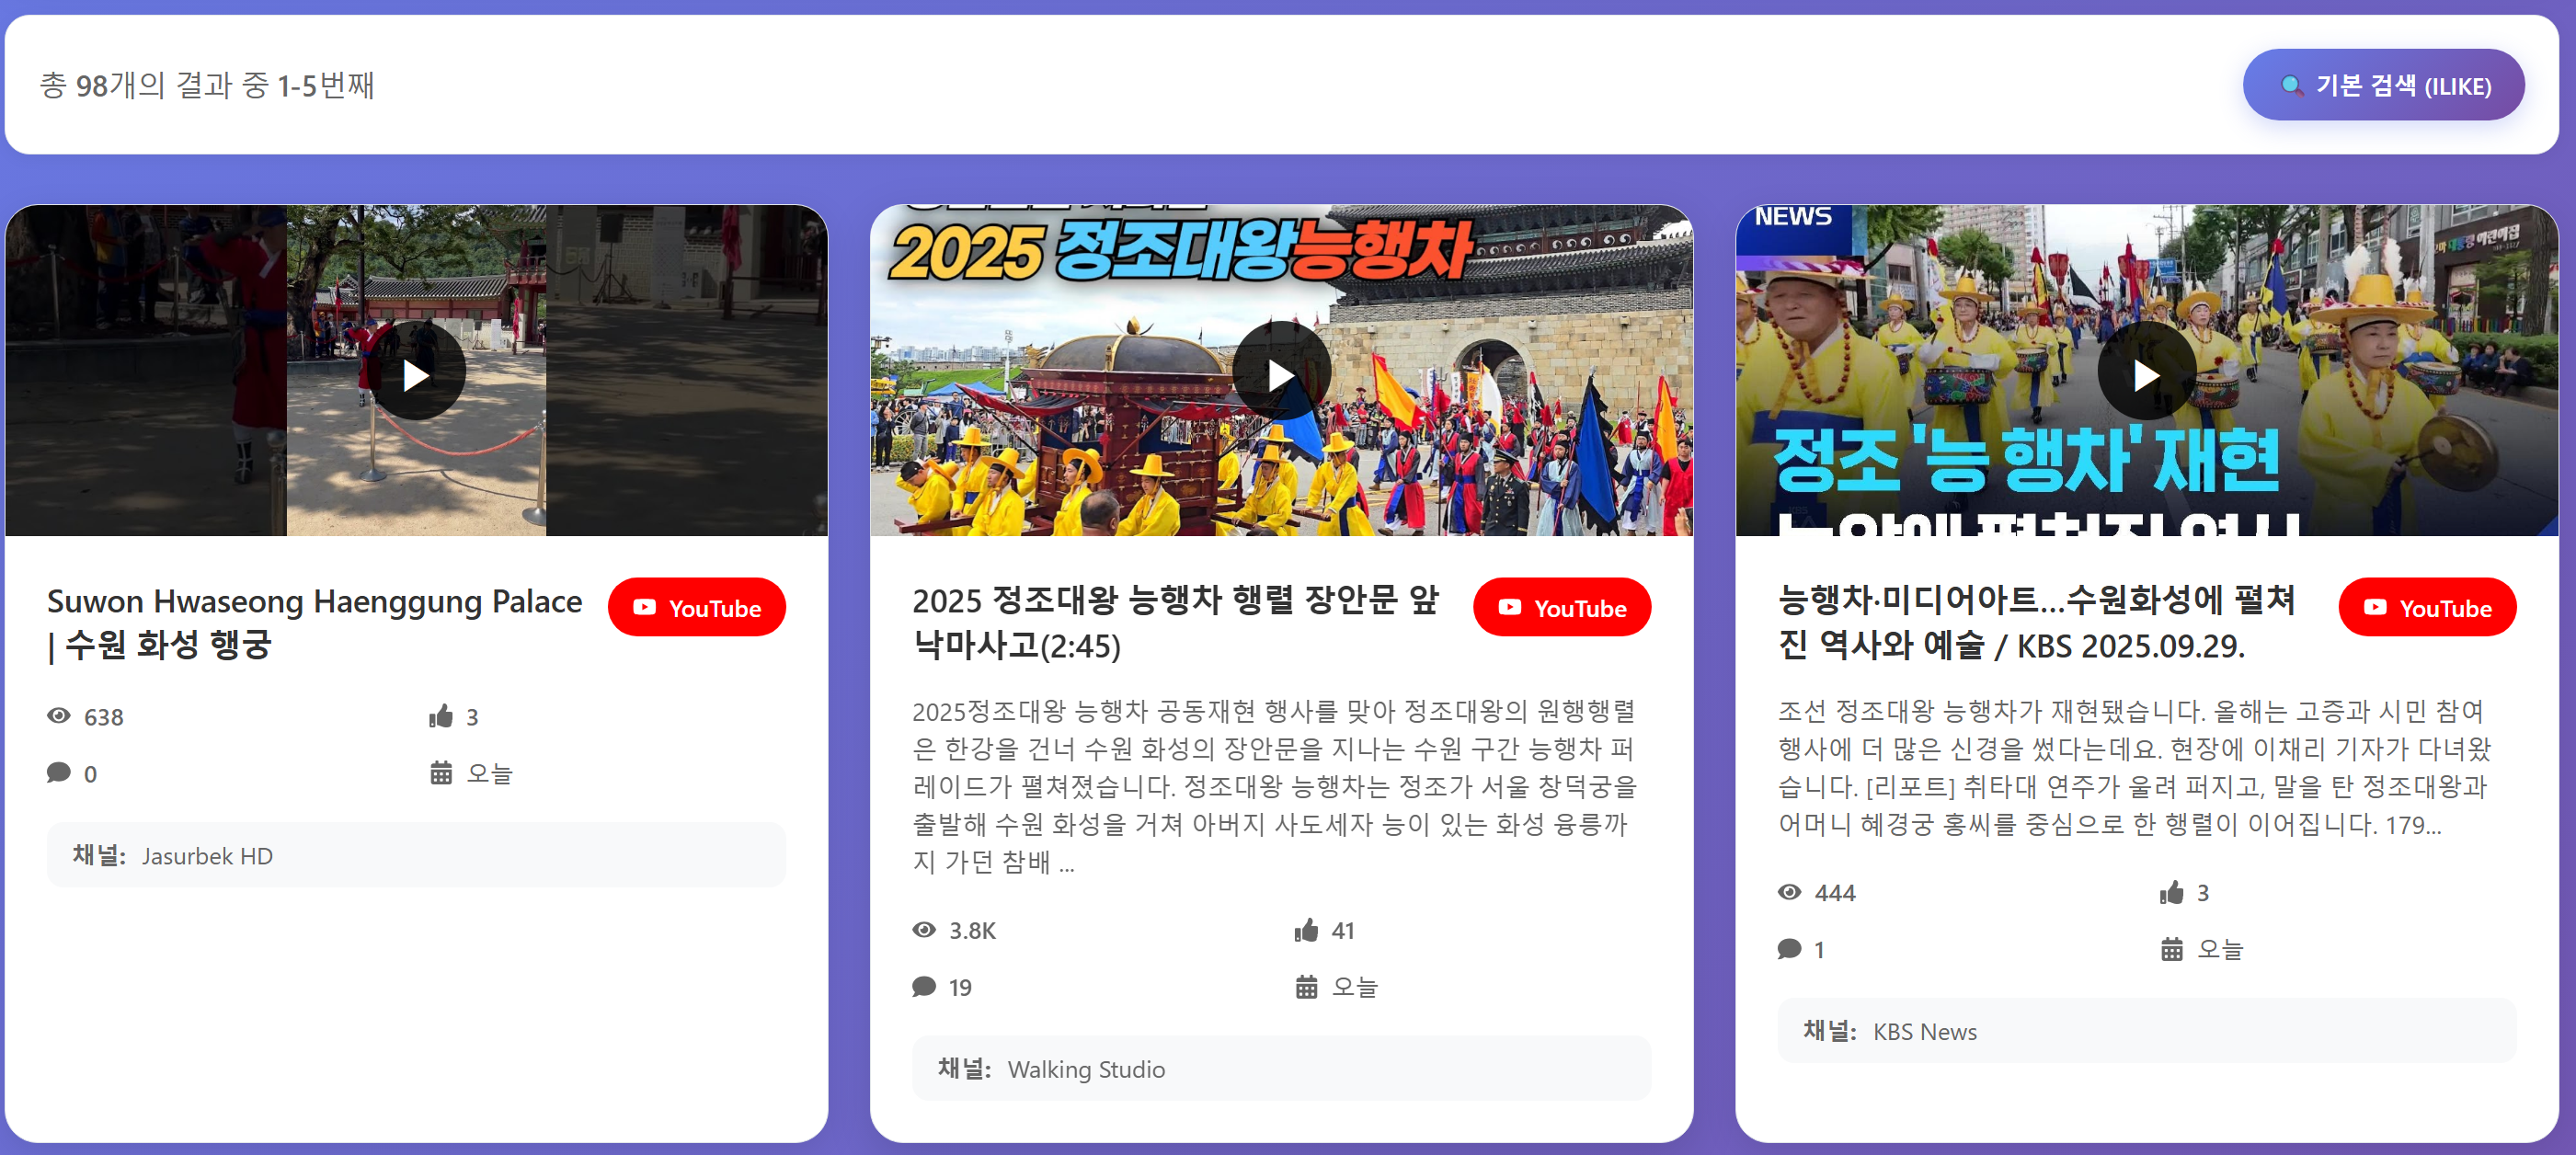 총 98개의 결과 중 1-5번째
기본 검색 (ILIKE)
Suwon Hwaseong Haenggung Palace
| 수원 화성 행궁
YouTube
638
3
0
오늘
채널: Jasurbek HD
2025 정조대왕능행차
2025 정조대왕 능행차 행렬 장안문 앞
낙마사고(2:45)
YouTube
2025정조대왕 능행차 공동재현 행사를 맞아 정조대왕의 원행행렬
은 한강을 건너 수원 화성의 장안문을 지나는 수원 구간 능행차 퍼
레이드가 펼쳐졌습니다. 정조대왕 능행차는 정조가 서울 창덕궁을
출발해 수원 화성을 거쳐 아버지 사도세자 능이 있는 화성 융릉까
지 가던 참배 ...
3.8K
41
19
오늘
채널: Walking Studio
NEWS
정조 '능행차' 재현
능행차·미디어아트…수원화성에 펼쳐
진 역사와 예술 / KBS 2025.09.29.
YouTube
조선 정조대왕 능행차가 재현됐습니다. 올해는 고증과 시민 참여
행사에 더 많은 신경을 썼다는데요. 현장에 이채리 기자가 다녀왔
습니다. [리포트] 취타대 연주가 울려 퍼지고, 말을 탄 정조대왕과
어머니 혜경궁 홍씨를 중심으로 한 행렬이 이어집니다. 179...
444
3
1
오늘
채널: KBS News